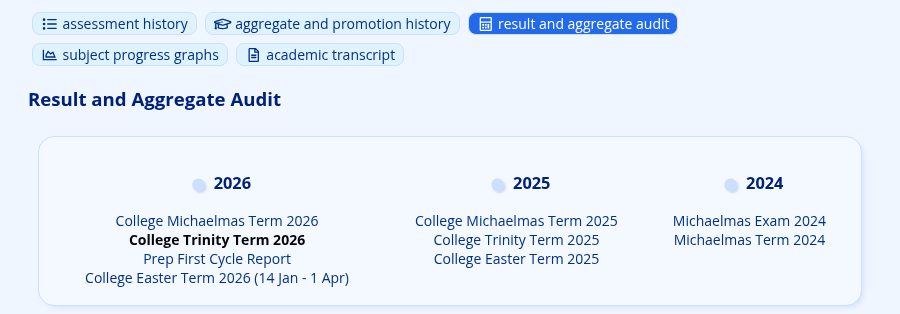 assessment history
aggregate and promotion history
result and aggregate audit
subject progress graphs
academic transcript
Result and Aggregate Audit
2026
College Michaelmas Term 2026
College Trinity Term 2026
Prep First Cycle Report
College Easter Term 2026 (14 Jan - 1 Apr)
2025
College Michaelmas Term 2025
College Trinity Term 2025
College Easter Term 2025
2024
Michaelmas Exam 2024
Michaelmas Term 2024